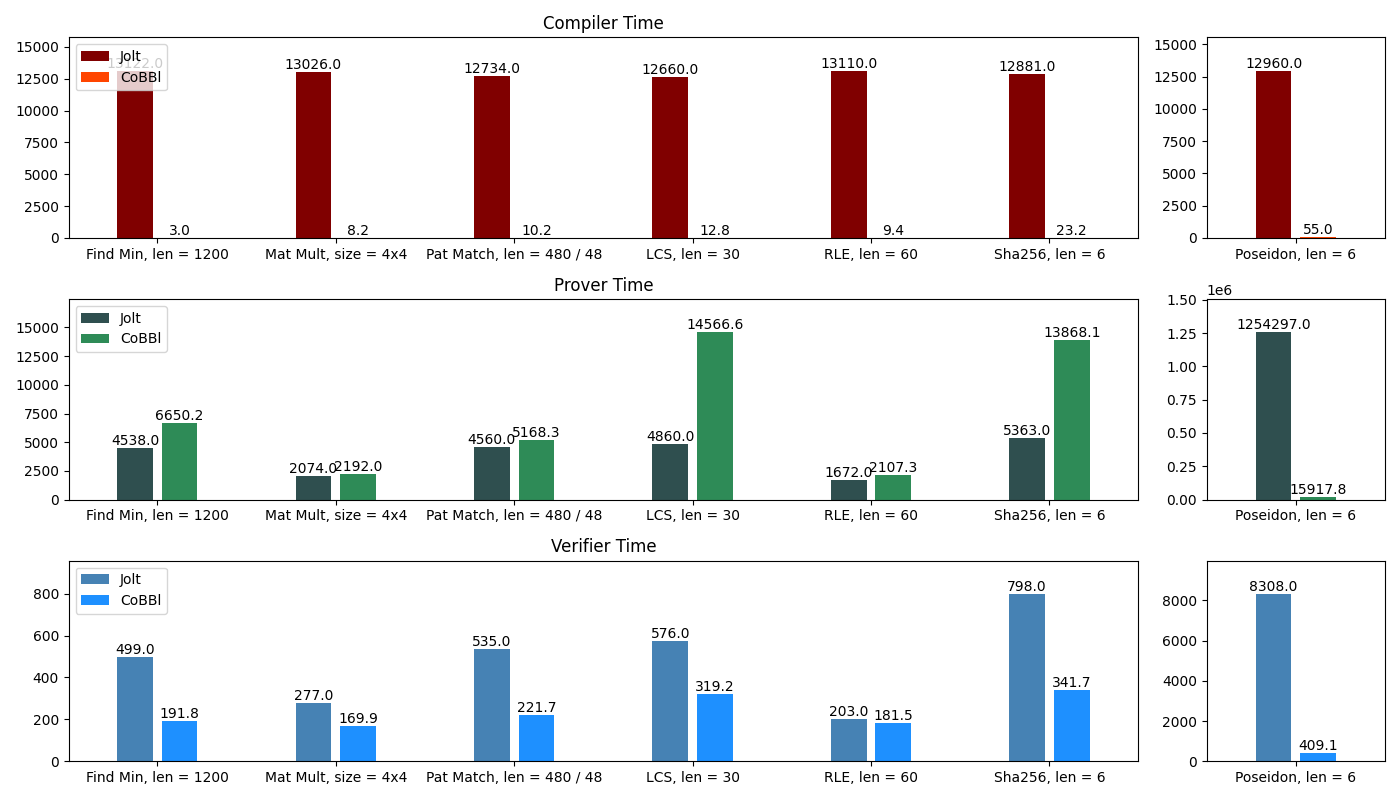 Compiler Time
15000
12500
10000
7500
5000
2500
0
Jolt
CoBBl
13122.0
3.0
13026.0
8.2
12734.0
10.2
12660.0
12.8
13110.0
9.4
12881.0
23.2
Find Min, len = 1200
Mat Mult, size = 4x4
Pat Match, len = 480 / 48
LCS, len = 30
RLE, len = 60
Sha256, len = 6
15000
12500
10000
7500
5000
2500
0
12960.0
55.0
Poseidon, len = 6
Prover Time
15000
12500
10000
7500
5000
2500
0
Jolt
CoBBl
4538.0
6650.2
2074.0
2192.0
4560.0
5168.3
4860.0
14566.6
1672.0
2107.3
5363.0
13868.1
Find Min, len = 1200
Mat Mult, size = 4x4
Pat Match, len = 480 / 48
LCS, len = 30
RLE, len = 60
Sha256, len = 6
1e6
1.50
1.25
1.00
0.75
0.50
0.25
0.00
1254297.0
15917.8
Poseidon, len = 6
Verifier Time
800
600
400
200
0
Jolt
CoBBl
499.0
191.8
277.0
169.9
535.0
221.7
576.0
319.2
203.0
181.5
798.0
341.7
Find Min, len = 1200
Mat Mult, size = 4x4
Pat Match, len = 480 / 48
LCS, len = 30
RLE, len = 60
Sha256, len = 6
8000
6000
4000
2000
0
8308.0
409.1
Poseidon, len = 6